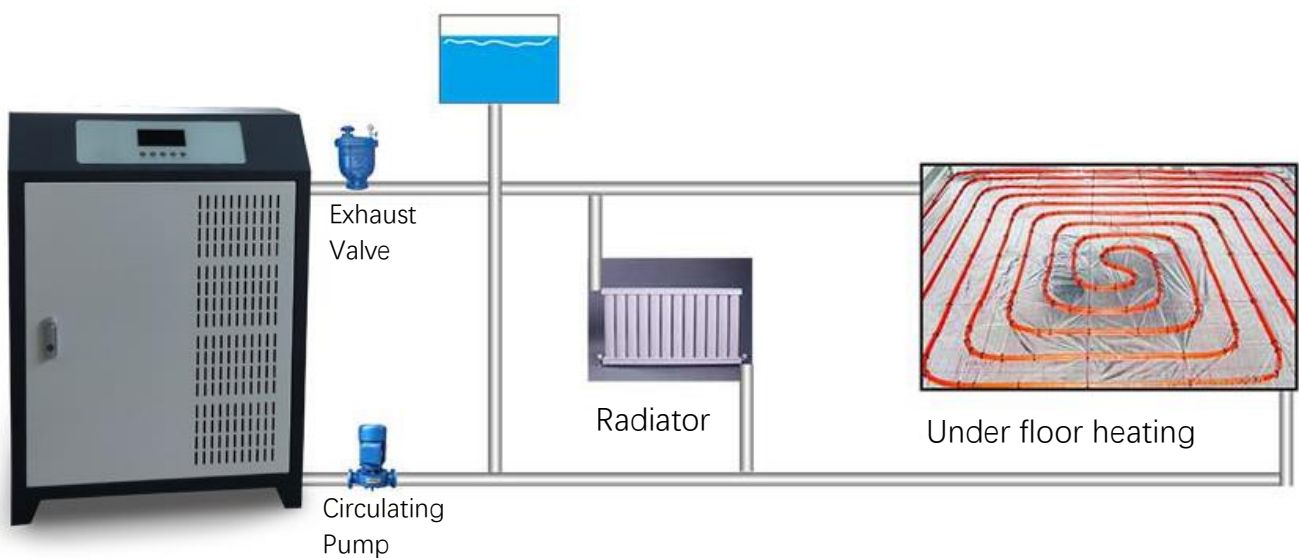 Exhaust
Valve
Radiator
Under floor heating
Circulating
Pump